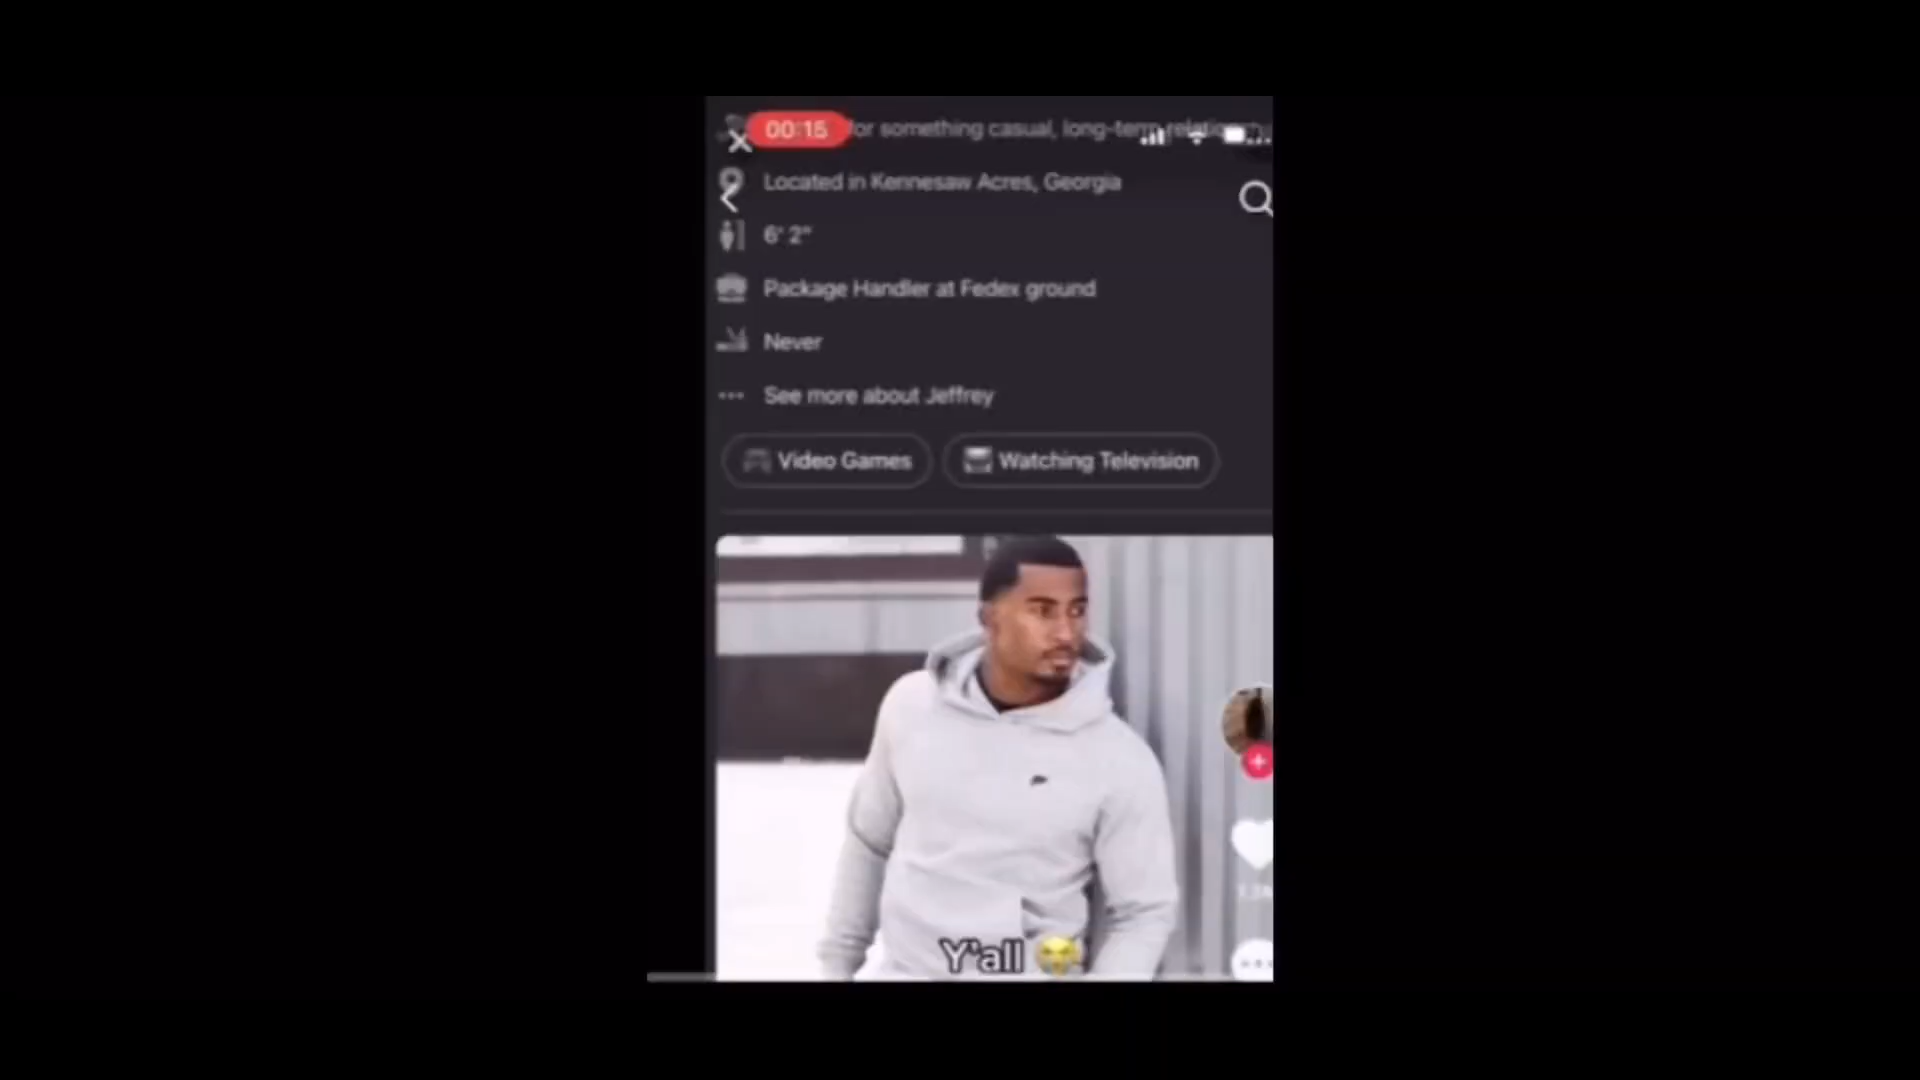 00:15
for something casual, long-term
Located in Kennesaw Acres, Georgia
6' 2"
Package Handler at Fedex ground
Never
See more about Jeffrey
Video Games
Watching Television
Y'all